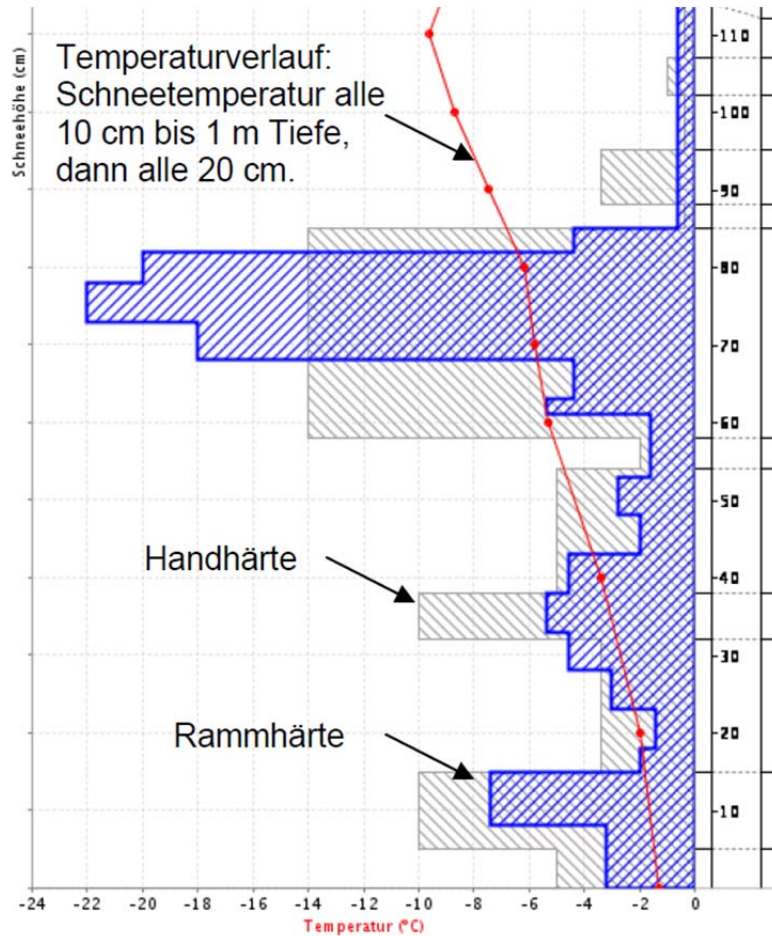 Schneehöhe (cm)
Temperaturverlauf:
Schneetemperatur alle
10 cm bis 1 m Tiefe,
dann alle 20 cm.
Handhärte
Rammhärte
110
100
90
80
70
60
50
40
30
20
10
-24 -22 -20 -18 -16 -14 -12 -10 -8 -6 -4 -2 0
Temperatur (°C)